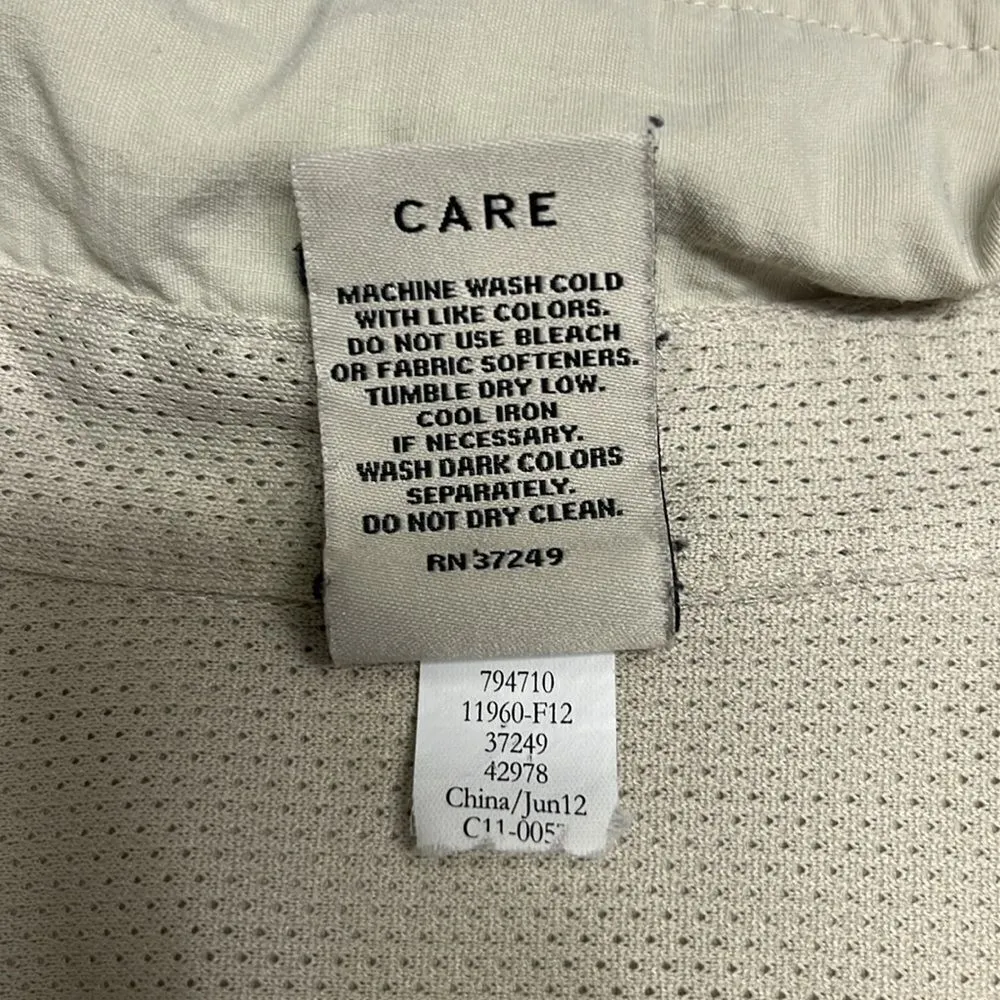 CARE
MACHINE WASH COLD
WITH LIKE COLORS.
DO NOT USE BLEACH
OR FABRIC SOFTENERS.
TUMBLE DRY LOW.
COOL IRON
IF NECESSARY.
WASH DARK COLORS
SEPARATELY.
DO NOT DRY CLEAN.
RN 37249
794710
11960-F12
37249
42978
China/Jun12